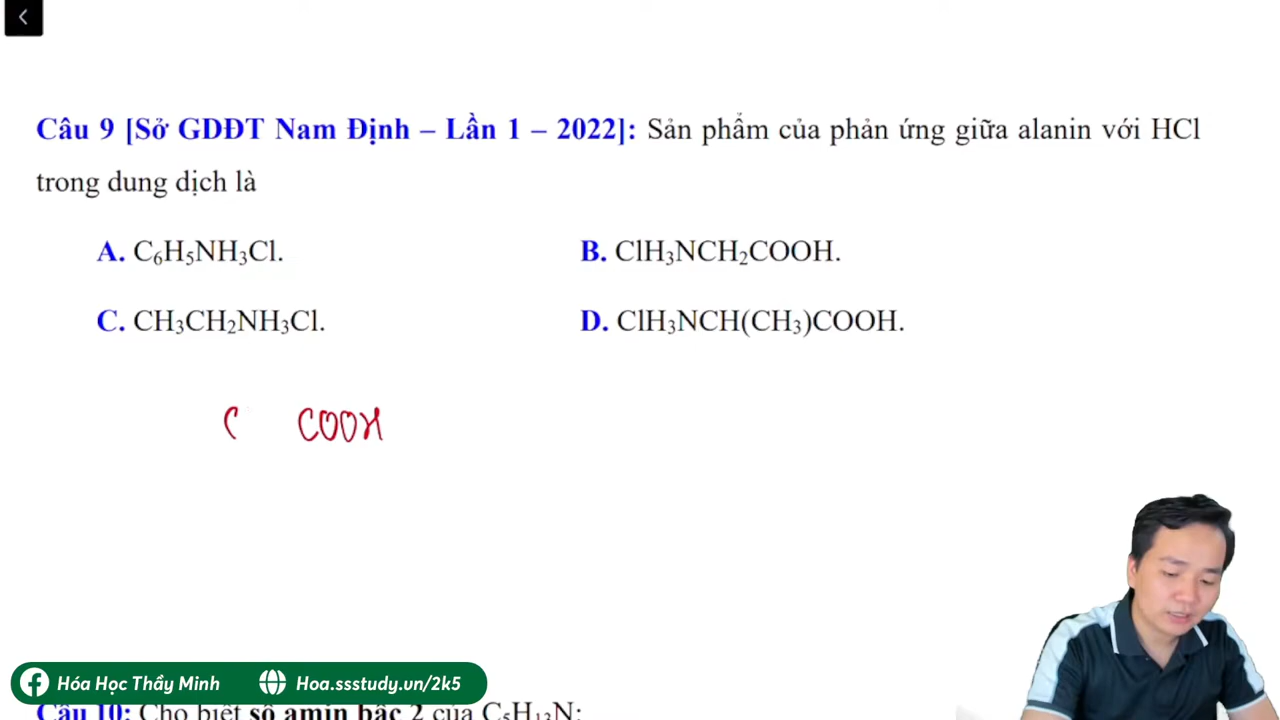 Câu 9 [Sở GDĐT Nam Định – Lần 1 – 2022]: Sản phẩm của phản ứng giữa alanin với HCl
trong dung dịch là
A. C₆H₅NH₃Cl.
B. ClH₃NCH₂COOH.
C. CH₃CH₂NH₃Cl.
D. ClH₃NCH(CH₃)COOH.
C COOH
Hóa Học Thầy Minh
Hoa.ssstudy.vn/2k5
Câu 10: Cho biết số amin bậc 2 của C₅H₁₃N: